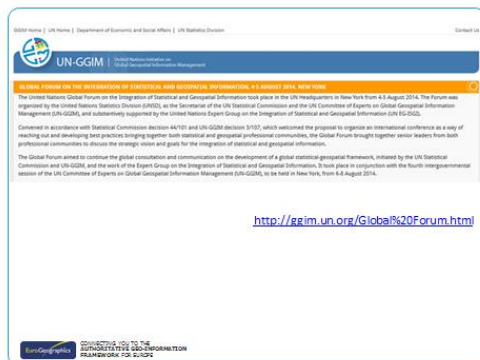 GGIM Home | UN Home | Department of Economic and Social Affairs | UN Statistics Division Contact Us
UN-GGIM | United Nations Initiative on
Global Geospatial Information Management
GLOBAL FORUM ON THE INTEGRATION OF STATISTICAL AND GEOSPATIAL INFORMATION, 4-5 AUGUST 2014, NEW YORK
The United Nations Global Forum on the Integration of Statistical and Geospatial Information took place in the UN Headquarters in New York from 4-5 August 2014. The Forum was
organized by the United Nations Statistics Division (UNSD), as the Secretariat of the UN Statistical Commission and the UN Committee of Experts on Global Geospatial Information
Management (UN-GGIM), and substantively supported by the United Nations Expert Group on the Integration of Statistical and Geospatial Information (UN EG-ISGI).
Convened in accordance with Statistical Commission decision 44/101 and UN-GGIM decision 3/107, which welcomed the proposal to organize an international conference as a way of
reaching out and developing best practices bringing together both statistical and geospatial professional communities, the Global Forum brought together senior leaders from both
professional communities to discuss the strategic vision and goals for the integration of statistical and geospatial information.
The Global Forum aimed to continue the global consultation and communication on the development of a global statistical-geospatial framework, initiated by the UN Statistical
Commission and UN-GGIM, and the work of the Expert Group on the Integration of Statistical and Geospatial Information. It took place in conjunction with the fourth intergovernmental
session of the UN Committee of Experts on Global Geospatial Information Management (UN-GGIM), to be held in New York, from 6-8 August 2014.
http://ggim.un.org/Global%20Forum.html
EuroGeographics
CONNECTING YOU TO THE
AUTHORITATIVE GEO-INFORMATION
FRAMEWORK FOR EUROPE